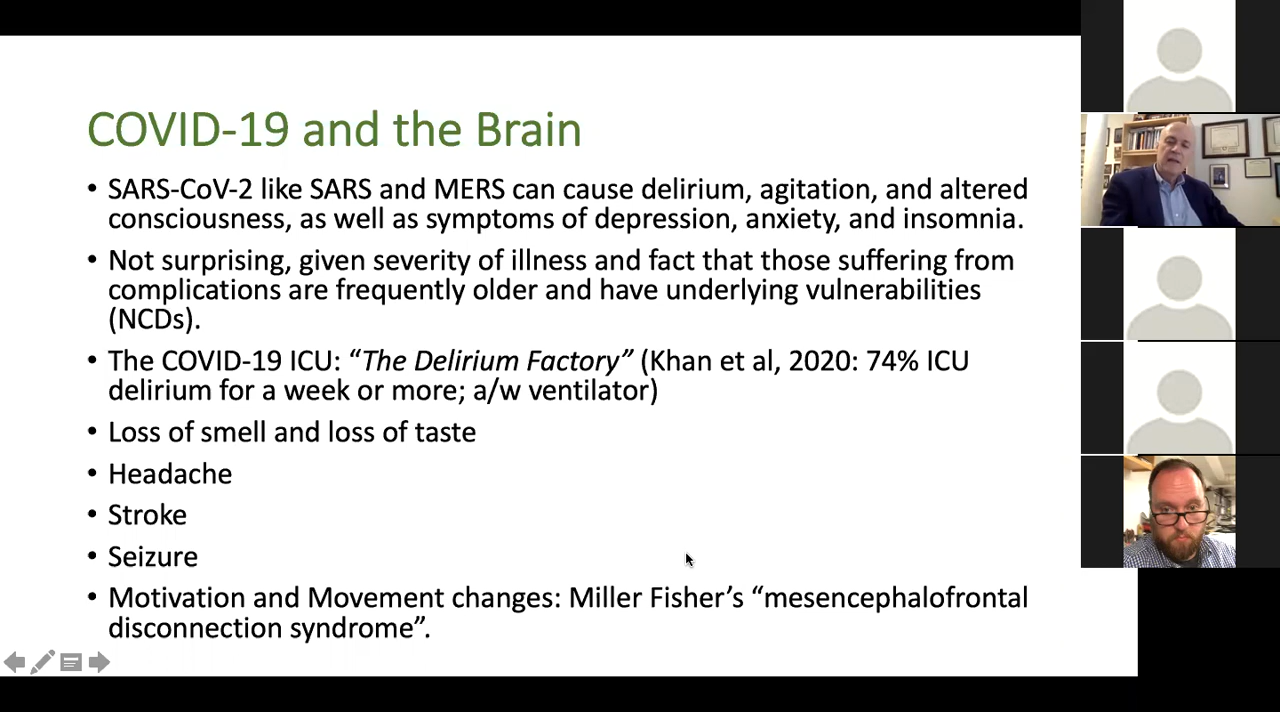 COVID-19 and the Brain
• SARS-CoV-2 like SARS and MERS can cause delirium, agitation, and altered
consciousness, as well as symptoms of depression, anxiety, and insomnia.
• Not surprising, given severity of illness and fact that those suffering from
complications are frequently older and have underlying vulnerabilities
(NCDs).
• The COVID-19 ICU: “The Delirium Factory” (Khan et al, 2020: 74% ICU
delirium for a week or more; a/w ventilator)
• Loss of smell and loss of taste
• Headache
• Stroke
• Seizure
• Motivation and Movement changes: Miller Fisher’s “mesencephalofrontal
disconnection syndrome”.